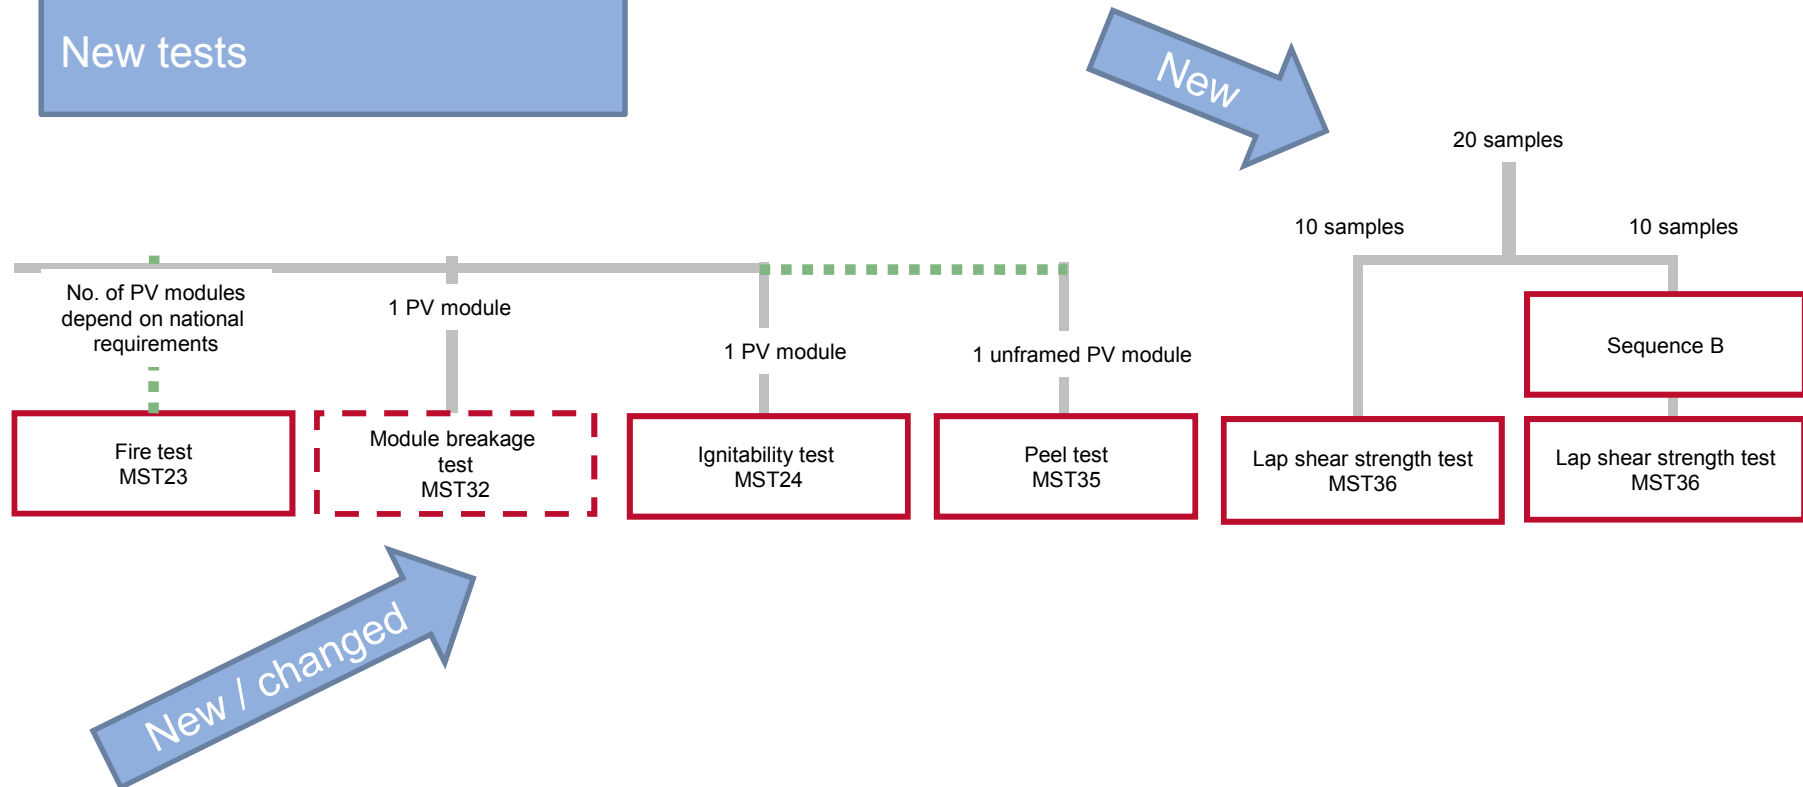 New tests
New
20 samples
10 samples
10 samples
No. of PV modules
depend on national
requirements
1 PV module
1 PV module
1 unframed PV module
Sequence B
Fire test
MST23
Module breakage
test
MST32
Ignitability test
MST24
Peel test
MST35
Lap shear strength test
MST36
Lap shear strength test
MST36
New / changed